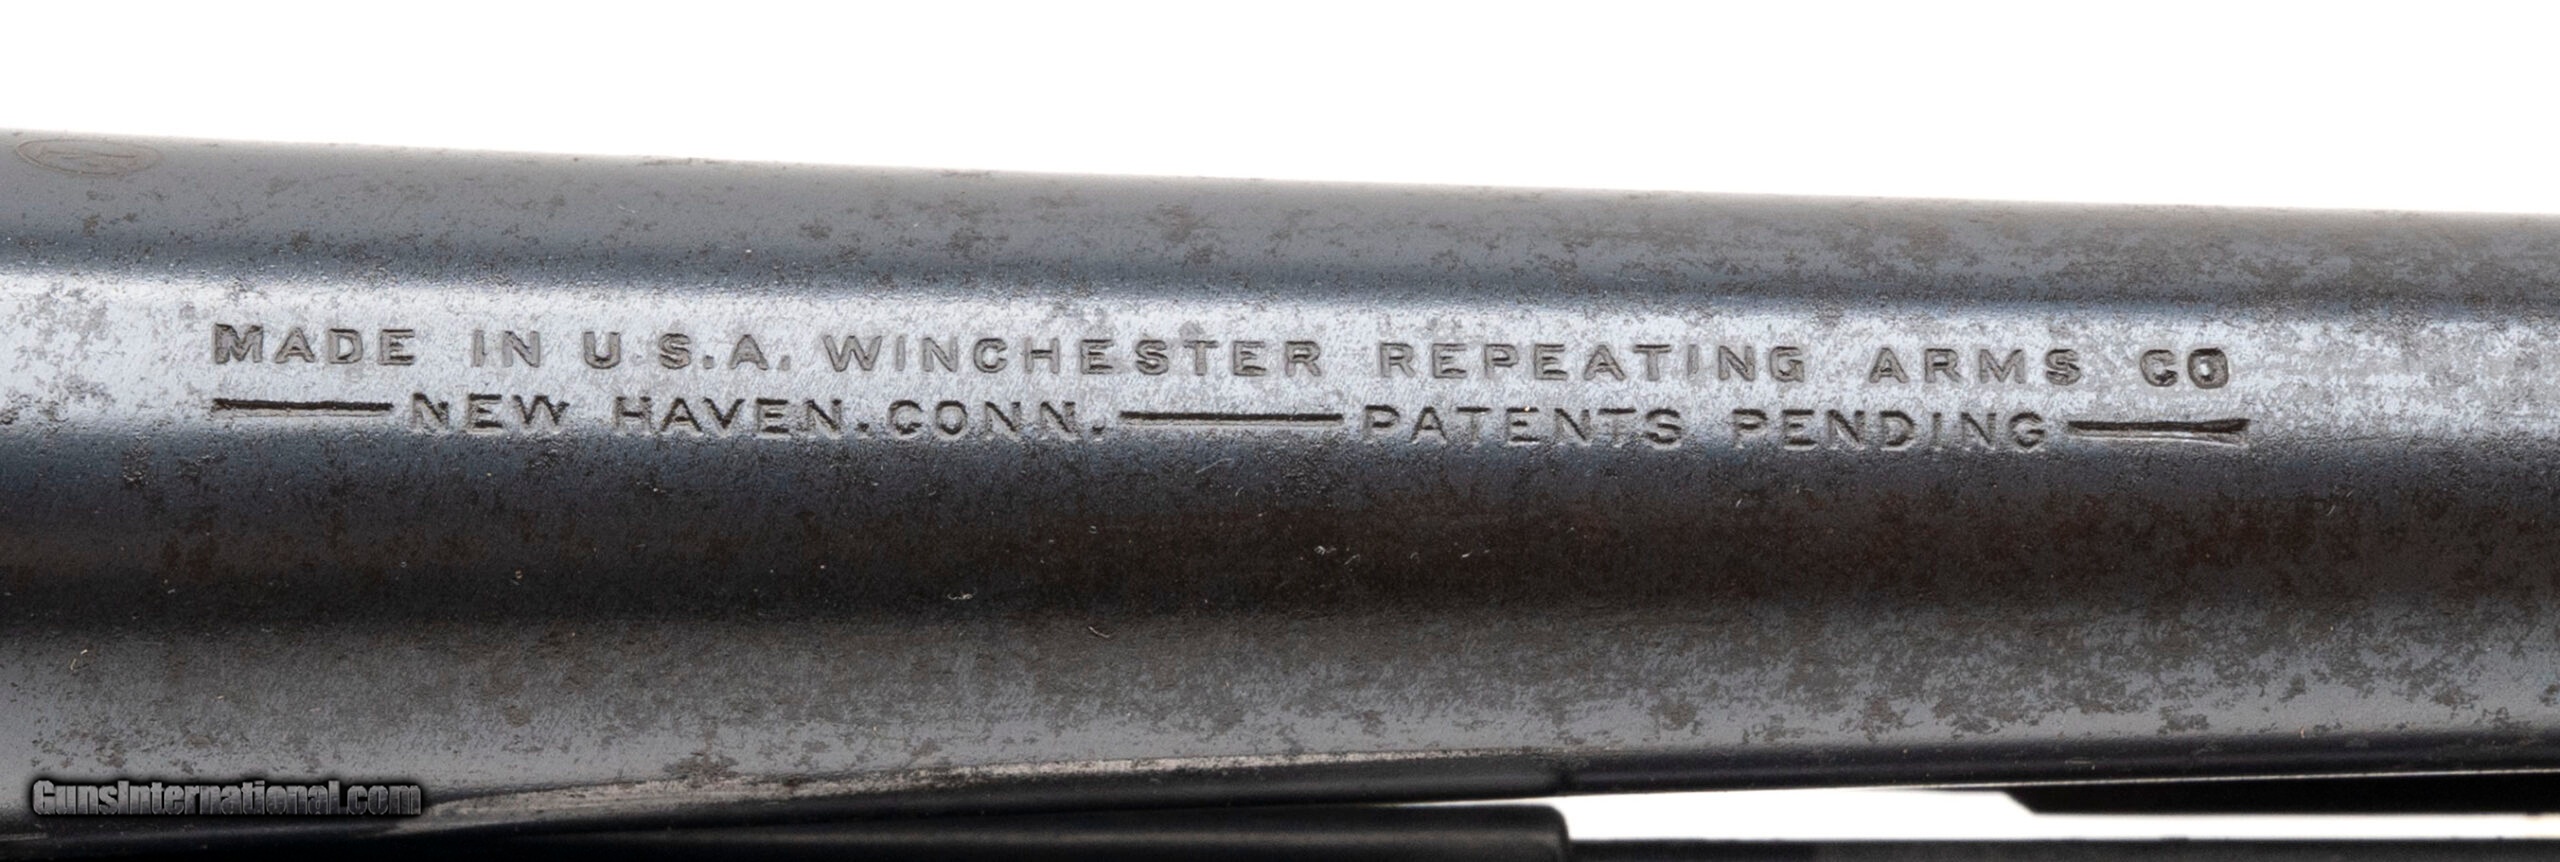 MADE IN U.S.A. WINCHESTER REPEATING ARMS CO
NEW HAVEN. CONN. PATENTS PENDING
GunsInternational.com